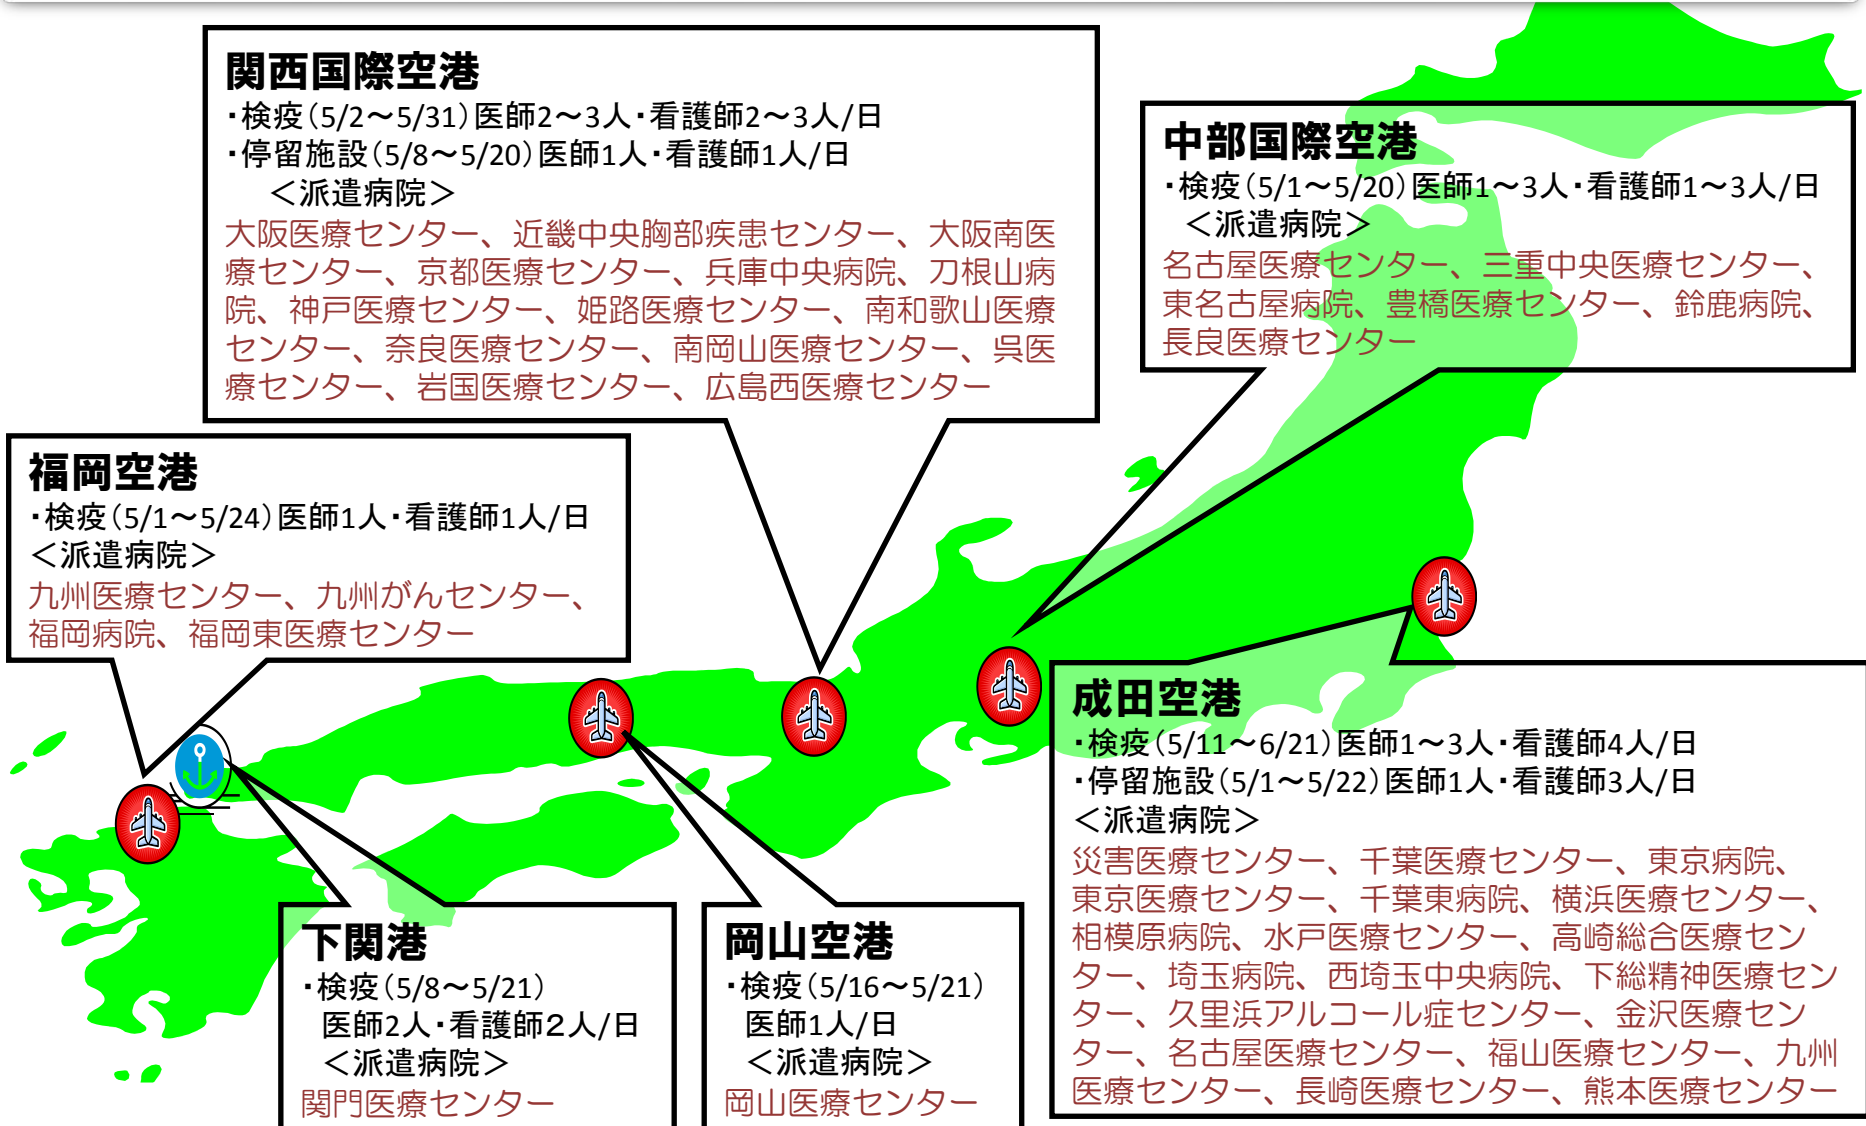 関西国際空港
・検疫(5/2～5/31)医師2～3人・看護師2～3人/日
・停留施設(5/8～5/20)医師1人・看護師1人/日
＜派遣病院＞
大阪医療センター、近畿中央胸部疾患センター、大阪南医
療センター、京都医療センター、兵庫中央病院、刀根山病
院、神戸医療センター、姫路医療センター、南和歌山医療
センター、奈良医療センター、南岡山医療センター、呉医
療センター、岩国医療センター、広島西医療センター
中部国際空港
・検疫(5/1～5/20)医師1～3人・看護師1～3人/日
＜派遣病院＞
名古屋医療センター、三重中央医療センター、
東名古屋病院、豊橋医療センター、鈴鹿病院、
長良医療センター
福岡空港
・検疫(5/1～5/24)医師1人・看護師1人/日
＜派遣病院＞
九州医療センター、九州がんセンター、
福岡病院、福岡東医療センター
成田空港
・検疫(5/11～6/21)医師1～3人・看護師4人/日
・停留施設(5/1～5/22)医師1人・看護師3人/日
＜派遣病院＞
災害医療センター、千葉医療センター、東京病院、
東京医療センター、千葉東病院、横浜医療センター、
相模原病院、水戸医療センター、高崎総合医療セン
ター、埼玉病院、西埼玉中央病院、下総精神医療セン
ター、久里浜アルコール症センター、金沢医療セン
ター、名古屋医療センター、福山医療センター、九州
医療センター、長崎医療センター、熊本医療センター
下関港
・検疫(5/8～5/21)
医師2人・看護師２人/日
＜派遣病院＞
関門医療センター
岡山空港
・検疫(5/16～5/21)
医師1人/日
＜派遣病院＞
岡山医療センター